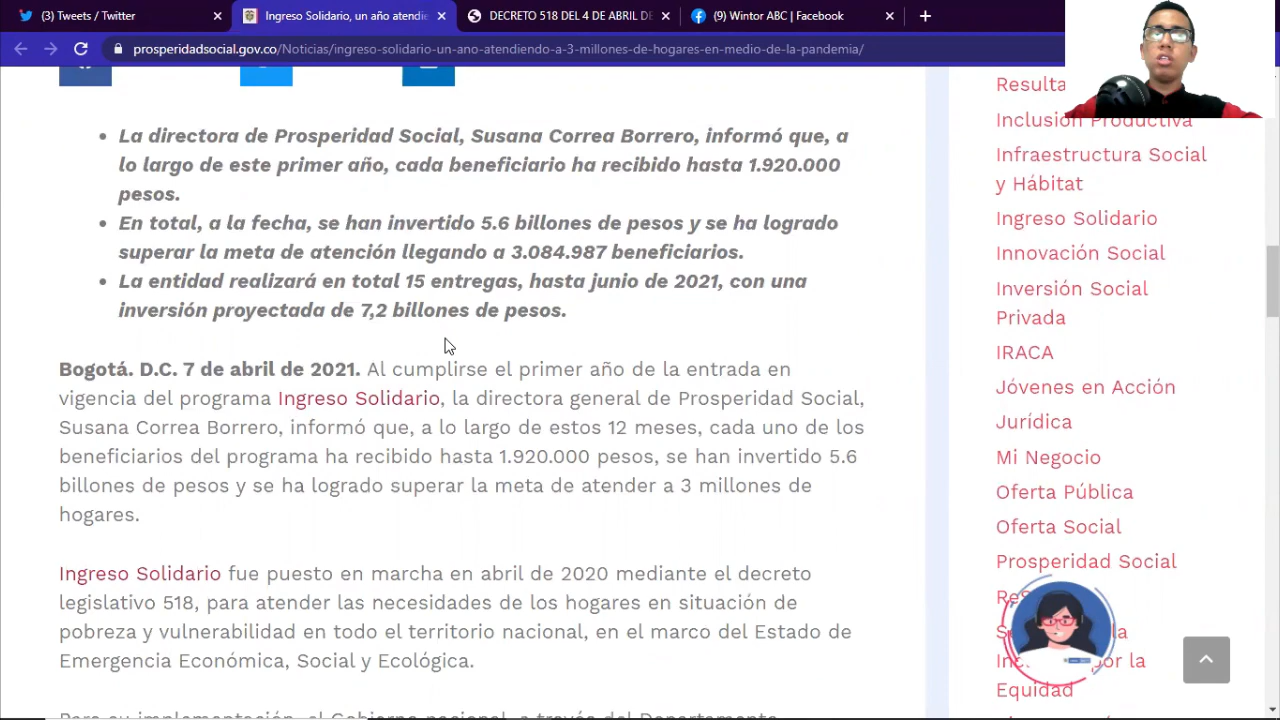 (3) Tweets / Twitter
Ingreso Solidario, un año atendie
DECRETO 518 DEL 4 DE ABRIL DE
(9) Wintor ABC | Facebook
prosperidadsocial.gov.co/Noticias/ingreso-solidario-un-ano-atendiendo-a-3-millones-de-hogares-en-medio-de-la-pandemia/
• La directora de Prosperidad Social, Susana Correa Borrero, informó que, a
lo largo de este primer año, cada beneficiario ha recibido hasta 1.920.000
pesos.
• En total, a la fecha, se han invertido 5.6 billones de pesos y se ha logrado
superar la meta de atención llegando a 3.084.987 beneficiarios.
• La entidad realizará en total 15 entregas, hasta junio de 2021, con una
inversión proyectada de 7,2 billones de pesos.
Bogotá. D.C. 7 de abril de 2021. Al cumplirse el primer año de la entrada en
vigencia del programa Ingreso Solidario, la directora general de Prosperidad Social,
Susana Correa Borrero, informó que, a lo largo de estos 12 meses, cada uno de los
beneficiarios del programa ha recibido hasta 1.920.000 pesos, se han invertido 5.6
billones de pesos y se ha logrado superar la meta de atender a 3 millones de
hogares.
Ingreso Solidario fue puesto en marcha en abril de 2020 mediante el decreto
legislativo 518, para atender las necesidades de los hogares en situación de
pobreza y vulnerabilidad en todo el territorio nacional, en el marco del Estado de
Emergencia Económica, Social y Ecológica.
Para su implementación, el Gobierno nacional, a través del Departamento
Resulta
Inclusión Productiva
Infraestructura Social
y Hábitat
Ingreso Solidario
Innovación Social
Inversión Social
Privada
IRACA
Jóvenes en Acción
Jurídica
Mi Negocio
Oferta Pública
Oferta Social
Prosperidad Social
la
por la
Equidad